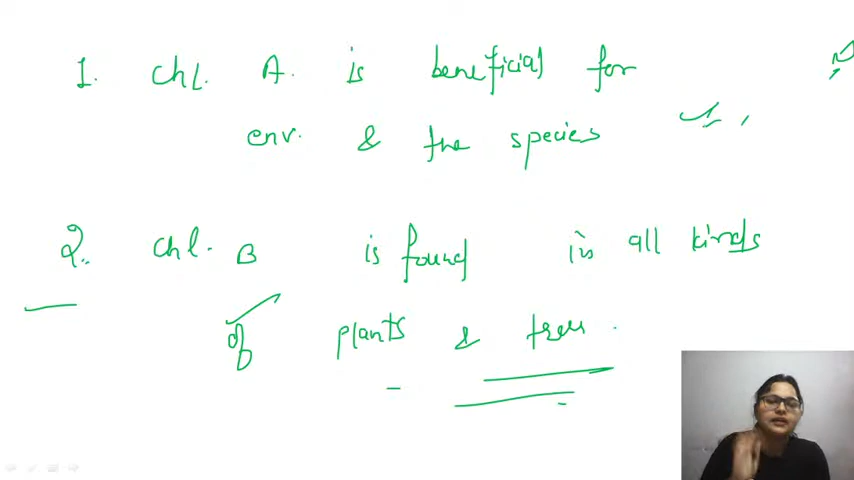 1. Chl. A. is beneficial for
env. & the species
2. Chl. B is found in all kinds
of plants & trees.